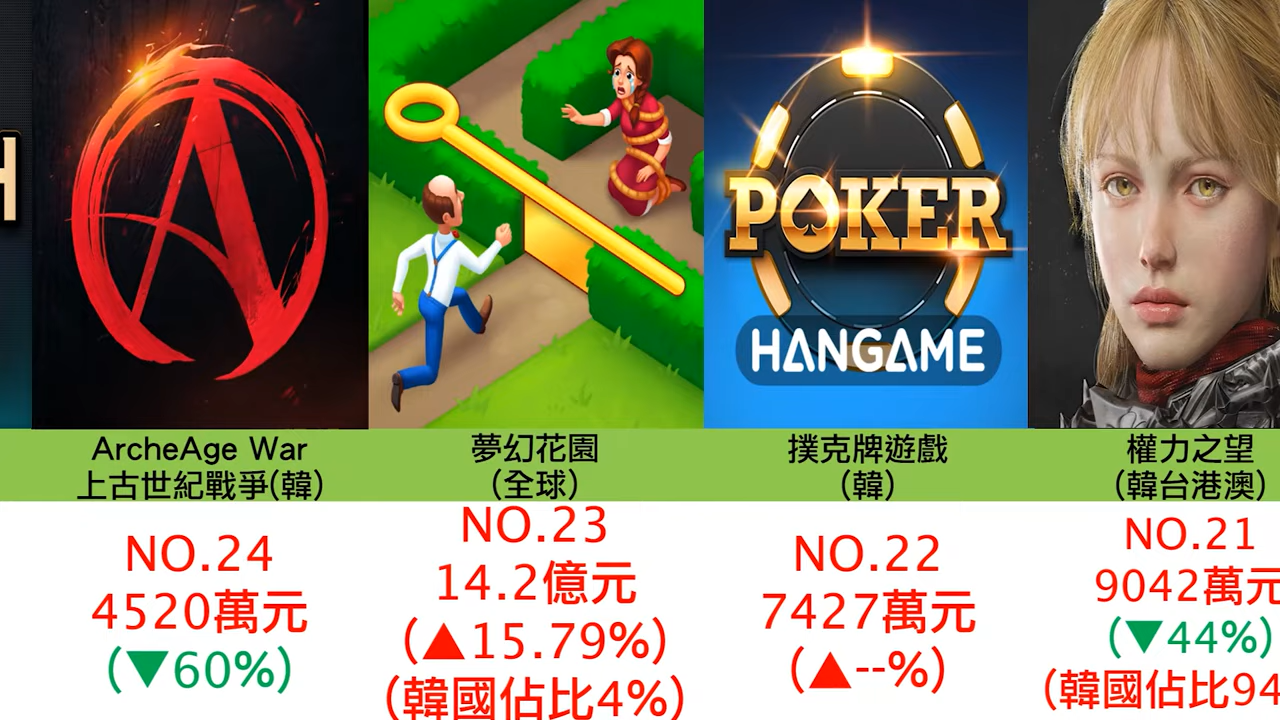 POKER
HANGAME
ArcheAge War
上古世紀戰爭(韓)
NO.24
4520萬元
(▼60%)
夢幻花園
(全球)
NO.23
14.2億元
(▲15.79%)
(韓國佔比4%)
撲克牌遊戲
(韓)
NO.22
7427萬元
(▲--%)
權力之望
(韓台港澳)
NO.21
9042萬元
(▼44%)
(韓國佔比94